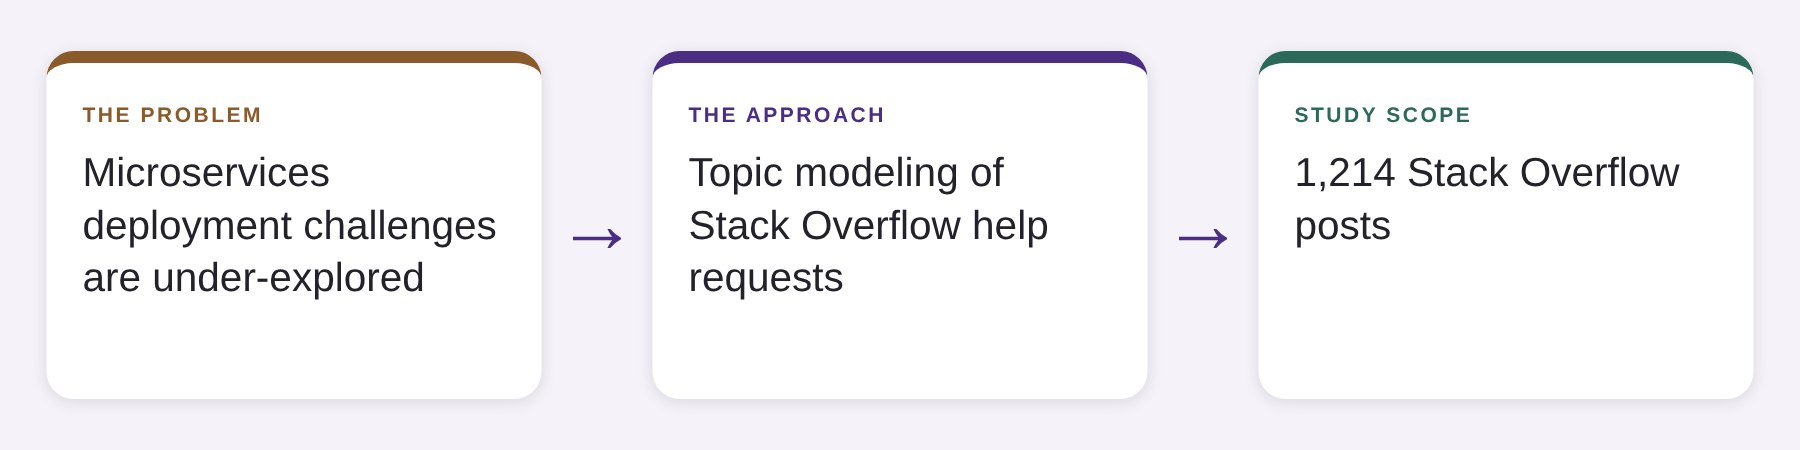 THE PROBLEM
Microservices
deployment challenges
are under-explored
→
THE APPROACH
Topic modeling of
Stack Overflow help
requests
→
STUDY SCOPE
1,214 Stack Overflow
posts